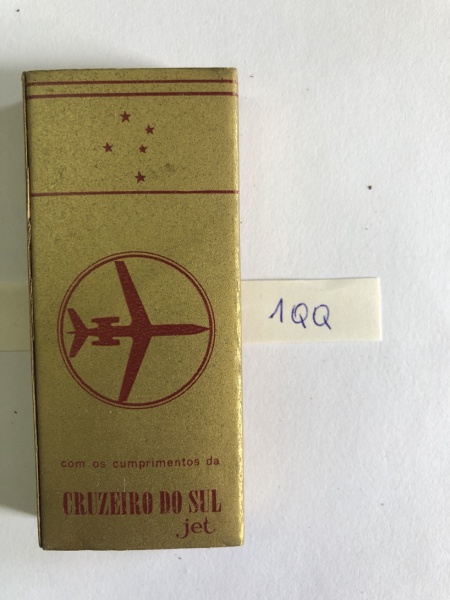 1QQ
com os cumprimentos da
CRUZEIRO DO SUL
jet